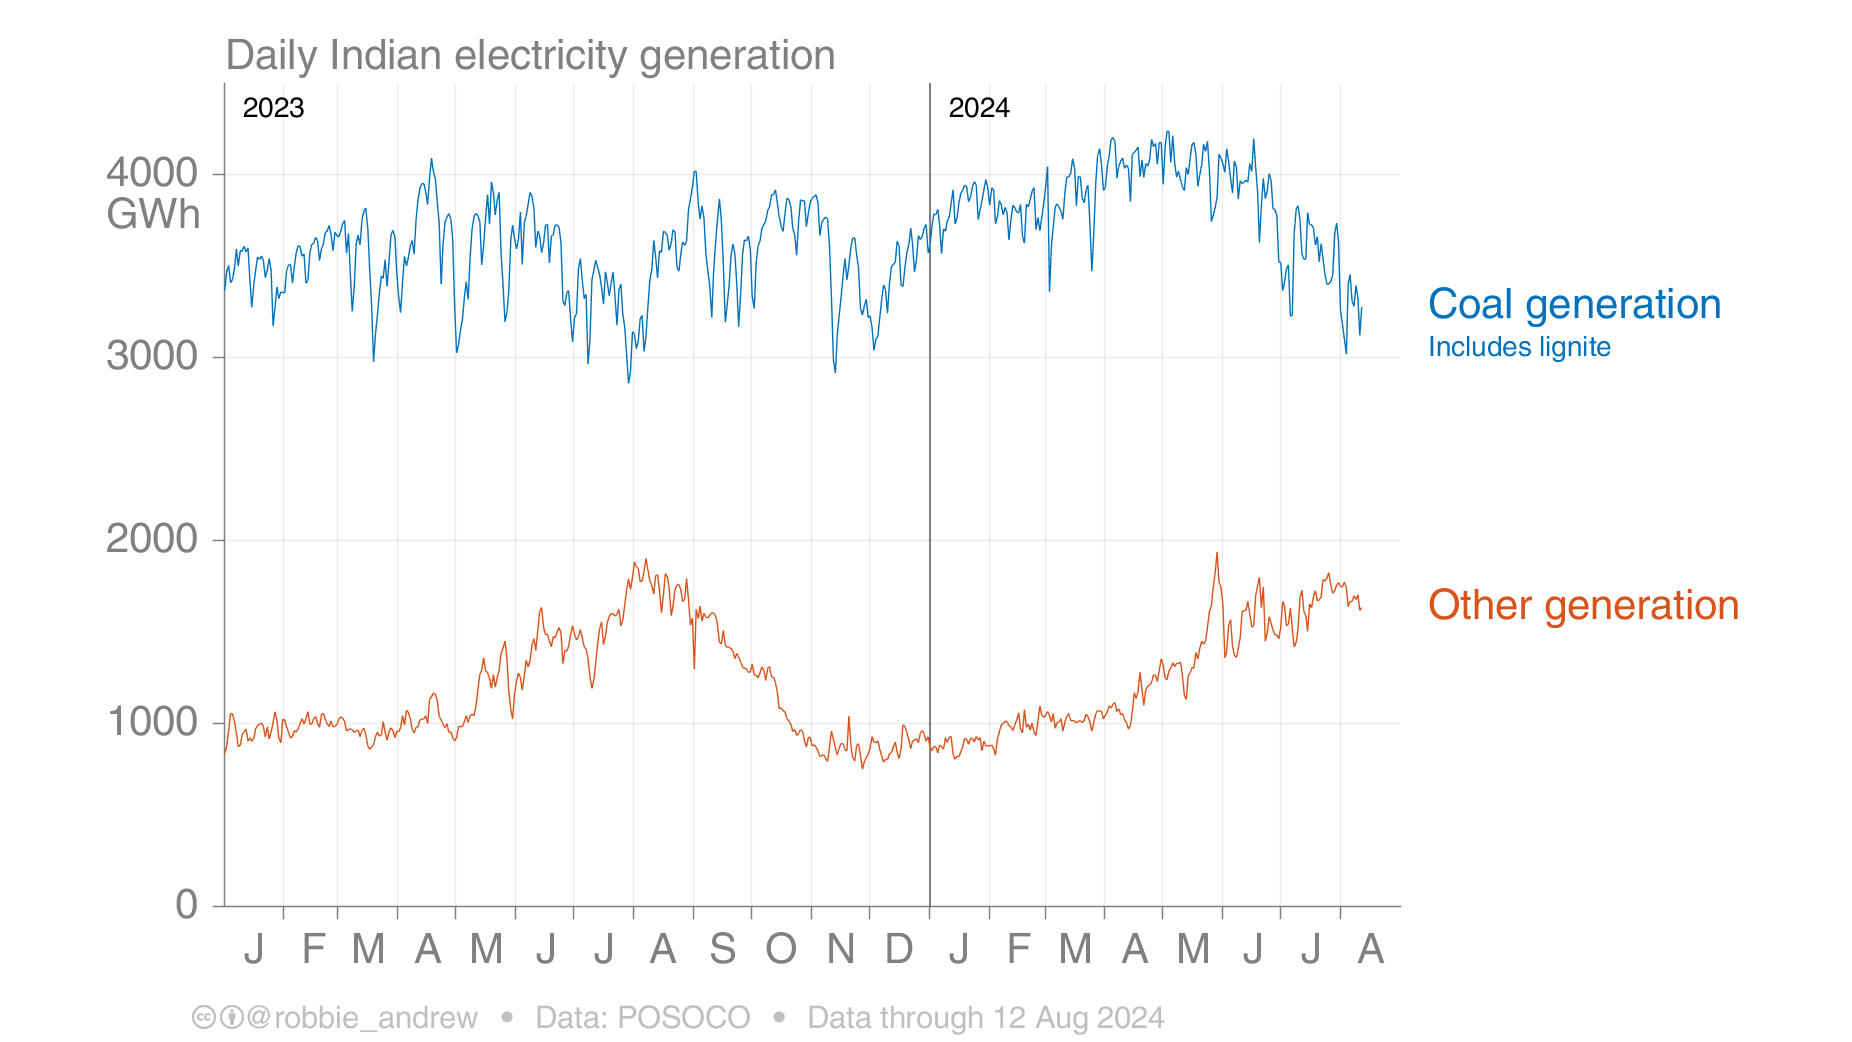 Daily Indian electricity generation
2023
2024
4000
GWh
3000
2000
1000
0
Coal generation
Includes lignite
Other generation
J F M A M J J A S O N D J F M A M J J A
@robbie_andrew • Data: POSOCO • Data through 12 Aug 2024